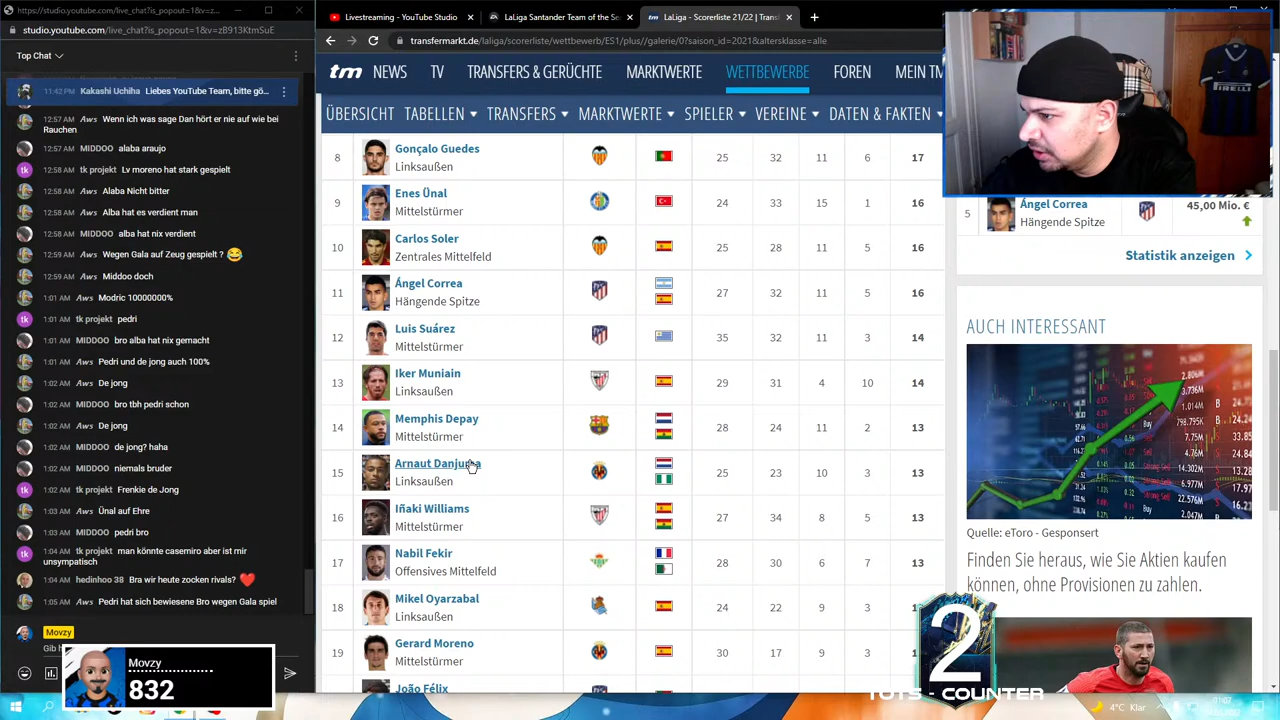 https://studio.youtube.com/live_chat?is_popout=1&v=z...
studio.youtube.com/live_chat?is_popout=1&v=zB913KtmSuE
Top Chat
11:42 PM Kakashi Uchiha Liebes YouTube Team, bitte gö...
12:57 AM Aws Wenn ich was sage Dan hört er nie auf wie bei
Rauchen
12:57 AM MIDDOO alaba araujo
12:57 AM tk projekt Lv moreno hat stark gespielt
12:58 AM Aws Alaba Nicht bitter
12:58 AM Aws Alba hat es verdient man
12:58 AM MIDDOO alba hat nix verdient
12:59 AM Aws Wegen Gala auf Zeug gespielt ? 😂
12:59 AM Aws Middoo doch
1:01 AM Aws Modric 10000000%
1:01 AM tk projekt pedri
1:01 AM MIDDOO bro alba hat nix gemacht
1:01 AM Aws Pedri und de jong auch 100%
1:02 AM Aws De jong
1:02 AM MIDDOO bro tbh pedri schon
1:02 AM Aws De jong
1:02 AM MIDDOO de jong? haha
1:02 AM MIDDOO niemals bruder
1:03 AM tk projekt Frenkie de Jong
1:03 AM Aws Ünal auf Ehre
1:03 AM MIDDOO pedri bro
1:04 AM tk projekt man könnte casemiro aber ist mir
unsympatisch
1:04 AM hedinhoo 38 Bra wir heute zocken rivals? ❤️
1:05 AM Aws Pedri hat sich bewiesene Bro wegen Gala spiel
Movzy
Gib h
Movzy
832
Livestreaming - YouTube Studio
LaLiga Santander Team of the Se
LaLiga - Scorerliste 21/22 | Trans
transfermarkt.de/laliga/scorerliste/wettbewerb/ES1/plus//galerie/0?saison_id=2021&altersklasse=alle
tm NEWS TV TRANSFERS & GERÜCHTE MARKTWERTE WETTBEWERBE FOREN MEIN TM
ÜBERSICHT TABELLEN TRANSFERS MARKTWERTE SPIELER VEREINE DATEN & FAKTEN
8 Gonçalo Guedes 25 32 11 6 17
Linksaußen
9 Enes Ünal 24 33 15 1 16
Mittelstürmer
10 Carlos Soler 25 28 11 5 16
Zentrales Mittelfeld
11 Ángel Correa 27 32 11 5 16
Hängende Spitze
12 Luis Suárez 35 32 11 3 14
Mittelstürmer
13 Iker Muniain 29 31 4 10 14
Linksaußen
14 Memphis Depay 28 24 11 2 13
Mittelstürmer
15 Arnaut Danjuma 25 23 10 3 13
Linksaußen
16 Iñaki Williams 27 34 8 5 13
Mittelstürmer
17 Nabil Fekir 28 30 6 7 13
Offensives Mittelfeld
18 Mikel Oyarzabal 24 22 9 3
Linksaußen
19 Gerard Moreno 30 17 9
Mittelstürmer
João Félix
5 Ángel Correa 45,00 Mio. €
Hängende Spitze
Statistik anzeigen
AUCH INTERESSANT
Quelle: eToro - Gesponsert
Finden Sie heraus, wie Sie Aktien kaufen
können, ohne Provisionen zu zahlen.
2
TOTS - COUNTER
4°C Klar
01:07